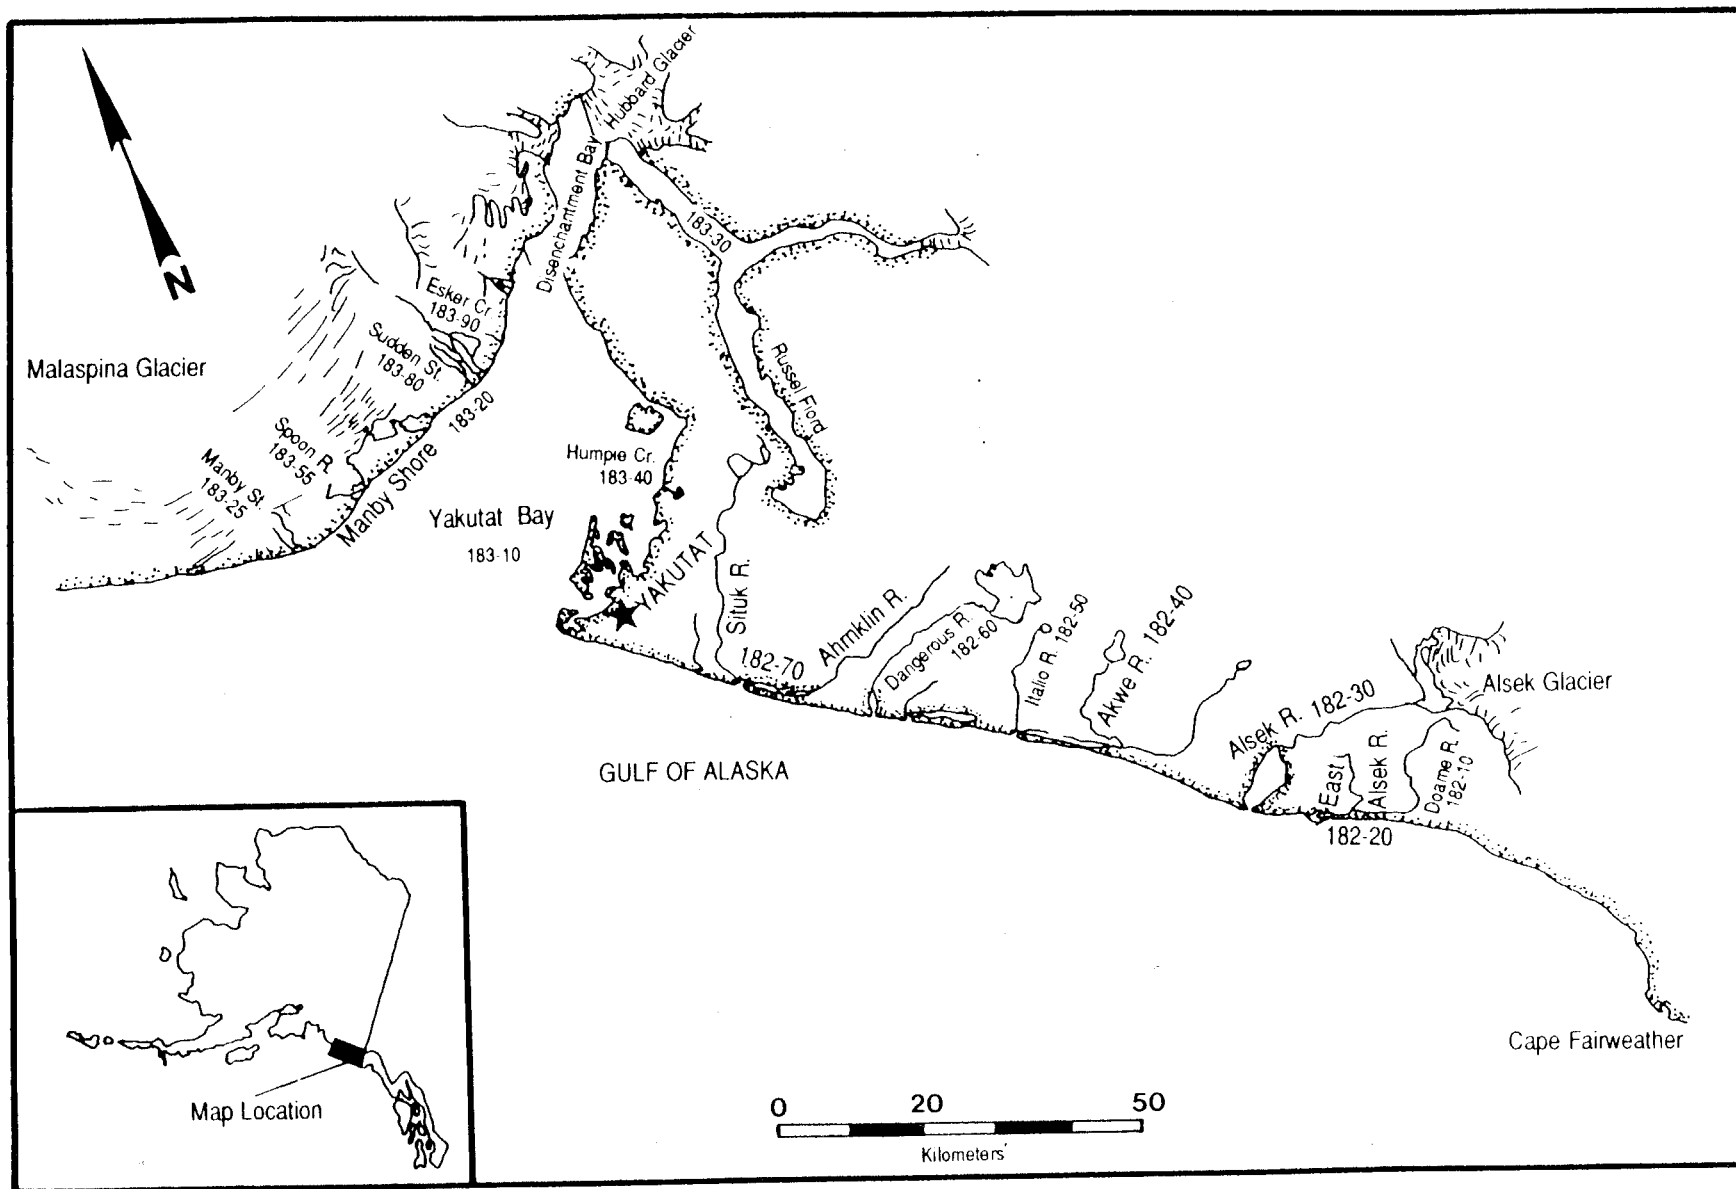 Hubbard Glacier
Disenchantment Bay
183-30
N
Esker Cr.
183-90
Sudden St.
183-80
Malaspina Glacier
183-20
Russel Fiord
Spoon R.
183-55
Manby St.
183-25
Manby Shore
Humpie Cr.
183-40
Yakutat Bay
183-10
YAKUTAT
Situk R.
182-70
Ahrnklin R.
Dangerous R.
182-60
Italio R. 182-50
Akwe R. 182-40
Alsek R. 182-30
Alsek Glacier
East
Alsek R.
182-20
Doame R.
182-10
GULF OF ALASKA
Cape Fairweather
Map Location
0 20 50
Kilometers